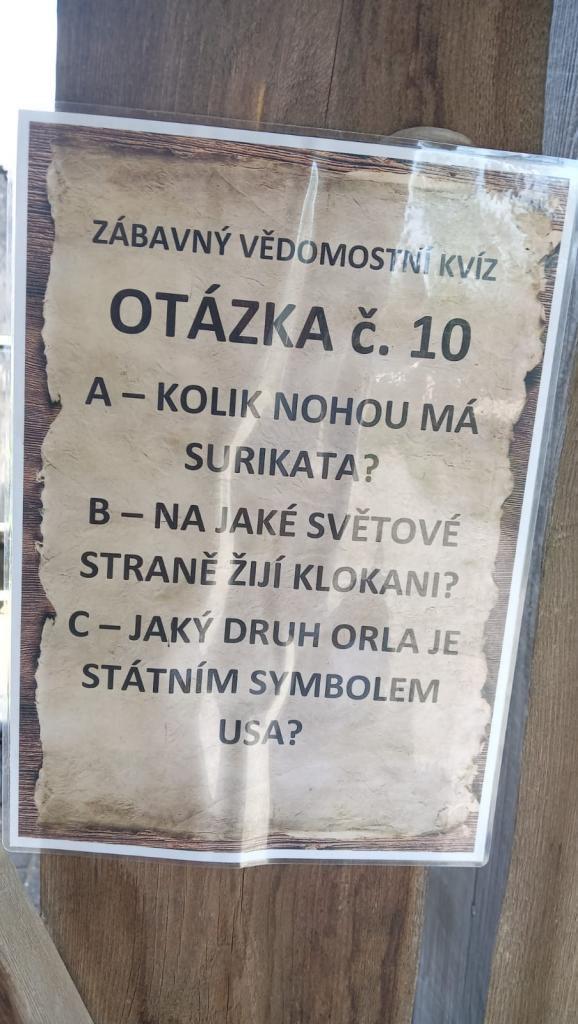 ZÁBAVNÝ VĚDOMOSTNÍ KVÍZ
OTÁZKA č. 10
A – KOLIK NOHOU MÁ
SURIKATA?
B – NA JAKÉ SVĚTOVÉ
STRANĚ ŽIJÍ KLOKANI?
C – JAKÝ DRUH ORLA JE
STÁTNÍM SYMBOLEM
USA?